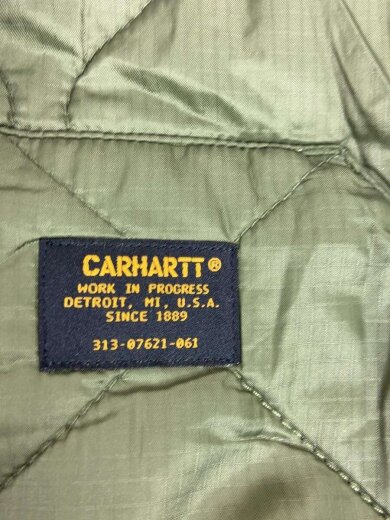 CARHARTT®
WORK IN PROGRESS
DETROIT, MI, U.S.A.
SINCE 1889
313-07621-061